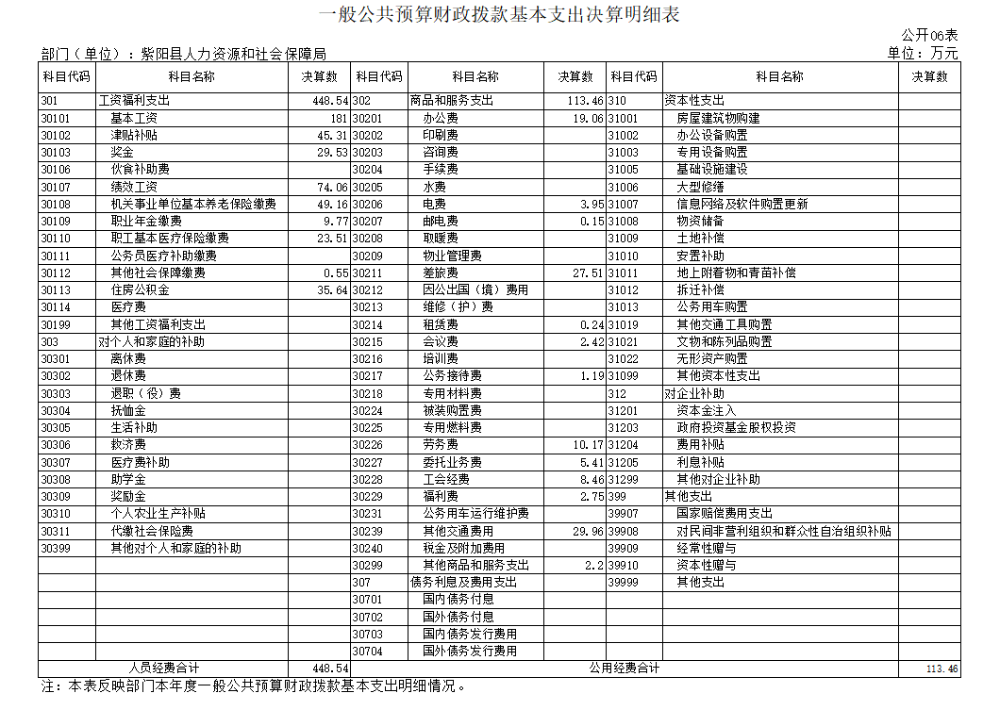 一般公共预算财政拨款基本支出决算明细表
公开06表
部门（单位）：紫阳县人力资源和社会保障局 单位：万元
科目代码 科目名称 决算数 科目代码 科目名称 决算数 科目代码 科目名称 决算数
301 工资福利支出 448.54 302 商品和服务支出 113.46 310 资本性支出
30101 基本工资 181 30201 办公费 19.06 31001 房屋建筑物购建
30102 津贴补贴 45.31 30202 印刷费 31002 办公设备购置
30103 奖金 29.53 30203 咨询费 31003 专用设备购置
30106 伙食补助费 30204 手续费 31005 基础设施建设
30107 绩效工资 74.06 30205 水费 31006 大型修缮
30108 机关事业单位基本养老保险缴费 49.16 30206 电费 3.95 31007 信息网络及软件购置更新
30109 职业年金缴费 9.77 30207 邮电费 0.15 31008 物资储备
30110 职工基本医疗保险缴费 23.51 30208 取暖费 31009 土地补偿
30111 公务员医疗补助缴费 30209 物业管理费 31010 安置补助
30112 其他社会保障缴费 0.55 30211 差旅费 27.51 31011 地上附着物和青苗补偿
30113 住房公积金 35.64 30212 因公出国（境）费用 31012 拆迁补偿
30114 医疗费 30213 维修（护）费 31013 公务用车购置
30199 其他工资福利支出 30214 租赁费 0.24 31019 其他交通工具购置
303 对个人和家庭的补助 30215 会议费 2.42 31021 文物和陈列品购置
30301 离休费 30216 培训费 31022 无形资产购置
30302 退休费 30217 公务接待费 1.19 31099 其他资本性支出
30303 退职（役）费 30218 专用材料费 312 对企业补助
30304 抚恤金 30224 被装购置费 31201 资本金注入
30305 生活补助 30225 专用燃料费 31203 政府投资基金股权投资
30306 救济费 30226 劳务费 10.17 31204 费用补贴
30307 医疗费补助 30227 委托业务费 5.41 31205 利息补贴
30308 助学金 30228 工会经费 8.46 31299 其他对企业补助
30309 奖励金 30229 福利费 2.75 399 其他支出
30310 个人农业生产补贴 30231 公务用车运行维护费 39907 国家赔偿费用支出
30311 代缴社会保险费 30239 其他交通费用 29.96 39908 对民间非营利组织和群众性自治组织补贴
30399 其他对个人和家庭的补助 30240 税金及附加费用 39909 经常性赠与
30299 其他商品和服务支出 2.2 39910 资本性赠与
307 债务利息及费用支出 39999 其他支出
30701 国内债务付息
30702 国外债务付息
30703 国内债务发行费用
30704 国外债务发行费用
人员经费合计 448.54 公用经费合计 113.46
注：本表反映部门本年度一般公共预算财政拨款基本支出明细情况。